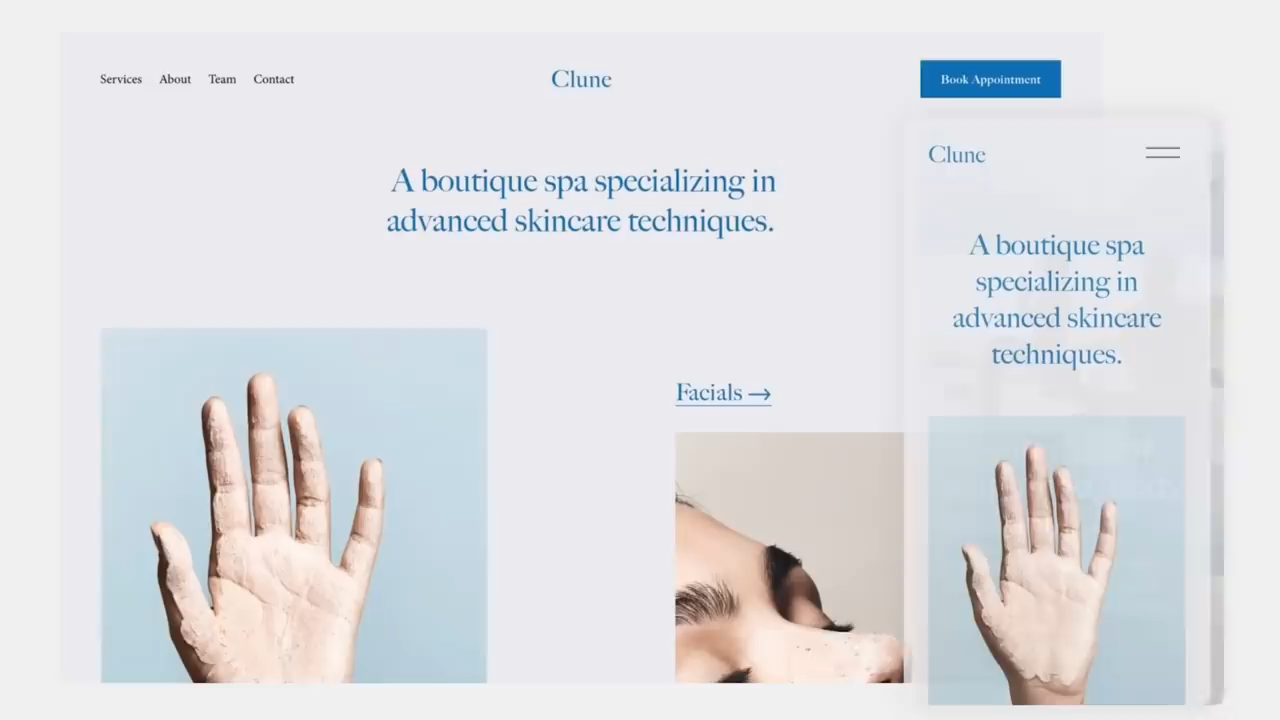 Services About Team Contact
Clune
Book Appointment
A boutique spa specializing in
advanced skincare techniques.
Facials →
Clune
A boutique spa
specializing in
advanced skincare
techniques.